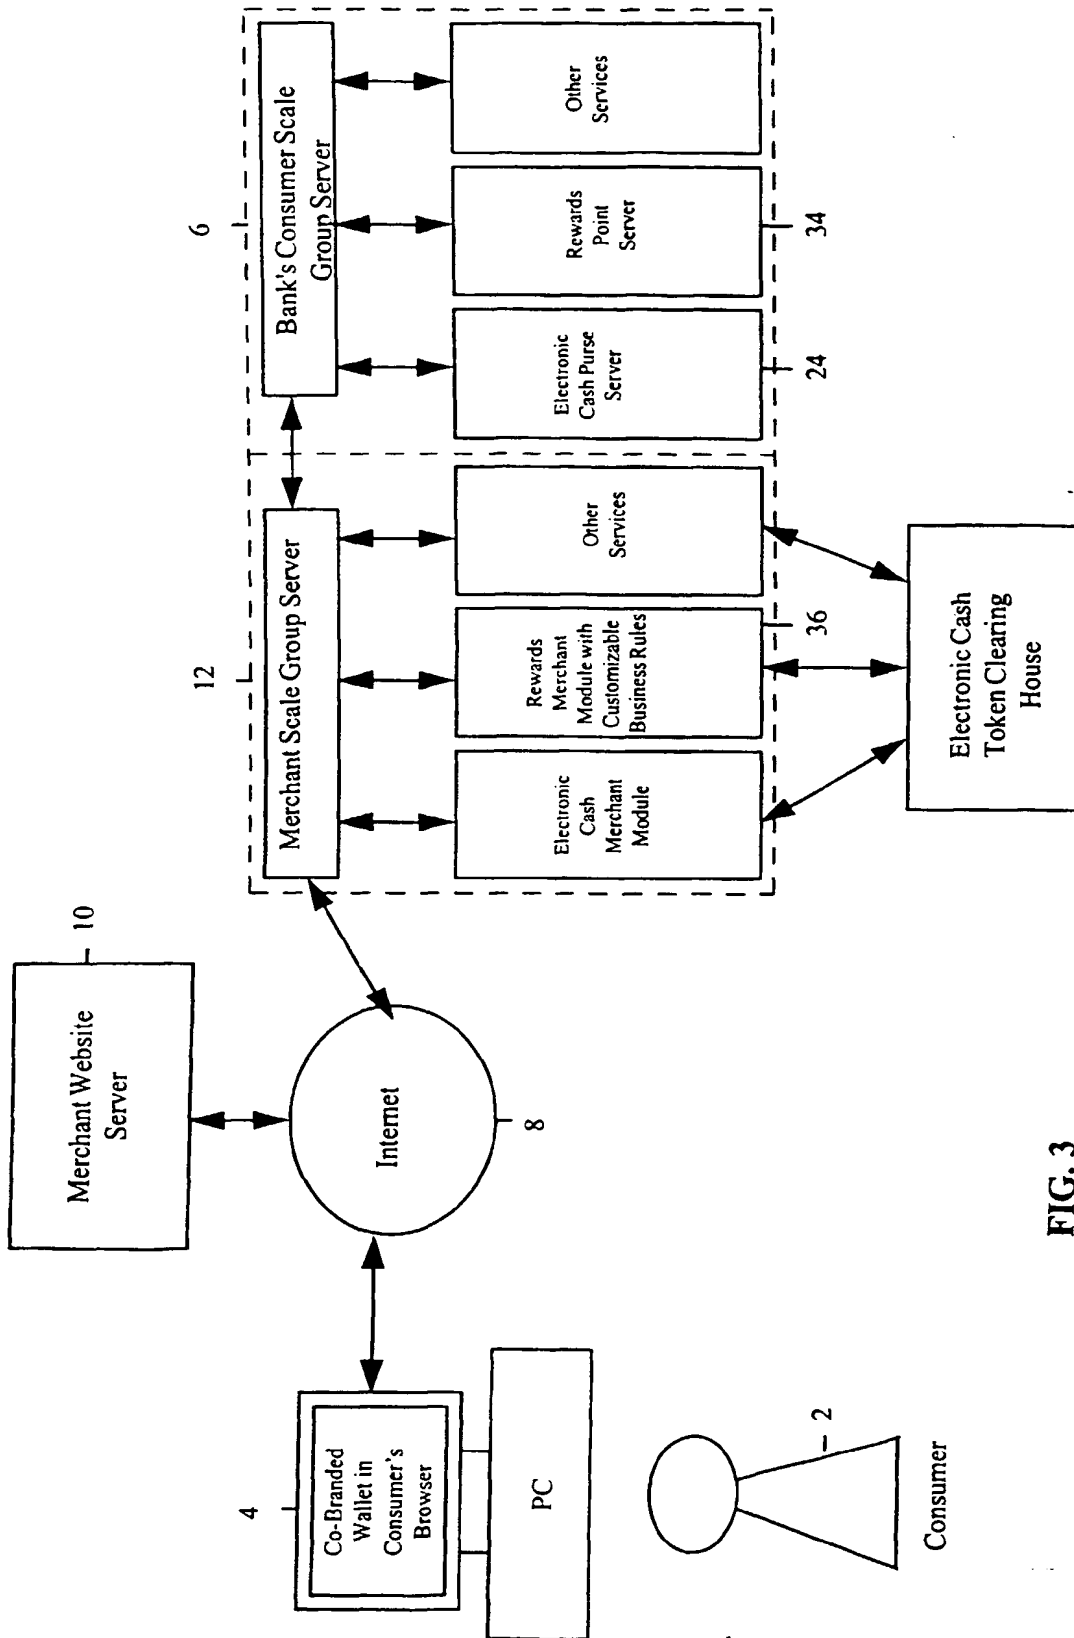 Merchant Website
Server
10
12
6
Merchant Scale Group Server
Bank's Consumer Scale
Group Server
4
Co-Branded
Wallet in
Consumer's
Browser
Internet
8
Electronic
Cash
Merchant
Module
Rewards
Merchant
Module with
Customizable
Business Rules
Other
Services
Electronic
Cash Purse
Server
Rewards
Point
Server
Other
Services
36
24
34
PC
2
Consumer
Electronic Cash
Token Clearing
House
FIG. 3